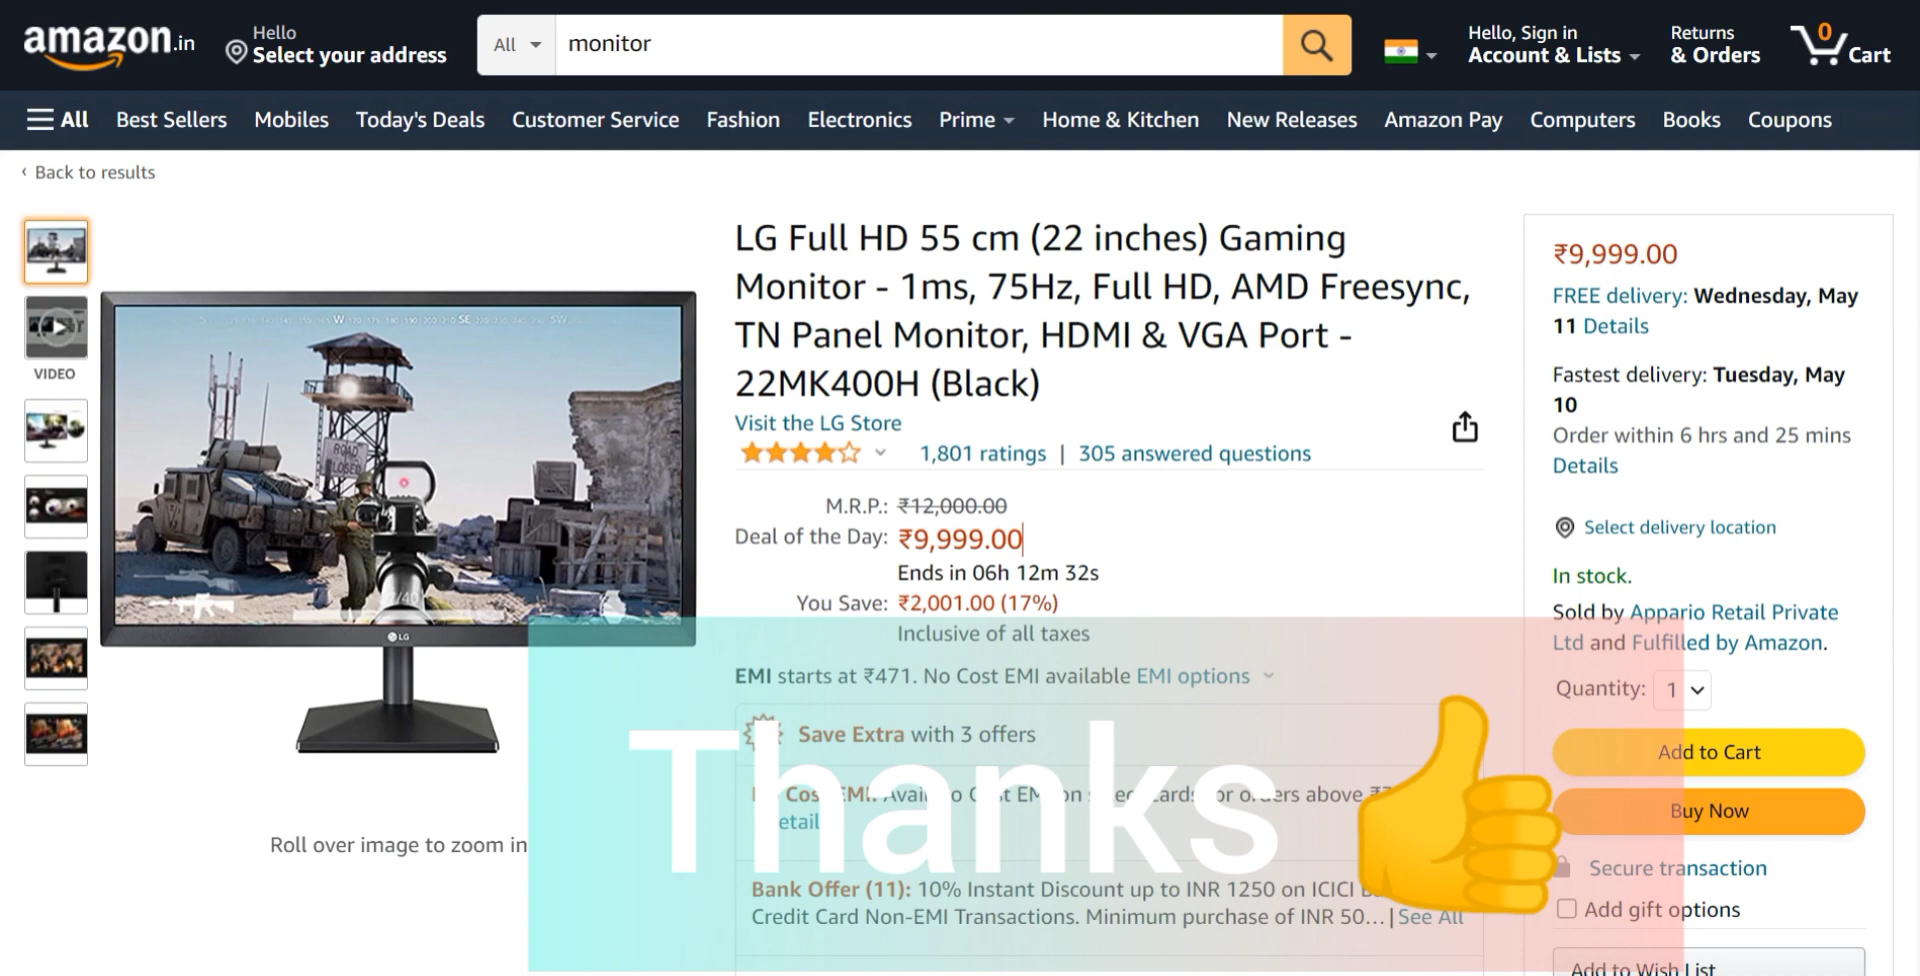 amazon.in
Hello
Select your address
All
monitor
Hello, Sign in
Account & Lists
Returns
& Orders
0
Cart
All
Best Sellers
Mobiles
Today's Deals
Customer Service
Fashion
Electronics
Prime
Home & Kitchen
New Releases
Amazon Pay
Computers
Books
Coupons
‹ Back to results
VIDEO
ROAD
CLOSED
LG
Roll over image to zoom in
LG Full HD 55 cm (22 inches) Gaming
Monitor - 1ms, 75Hz, Full HD, AMD Freesync,
TN Panel Monitor, HDMI & VGA Port -
22MK400H (Black)
Visit the LG Store
1,801 ratings | 305 answered questions
M.R.P.: ₹12,000.00
Deal of the Day: ₹9,999.00
Ends in 06h 12m 32s
You Save: ₹2,001.00 (17%)
Inclusive of all taxes
EMI starts at ₹471. No Cost EMI available EMI options
Save Extra with 3 offers
Thanks
Bank Offer (11): 10% Instant Discount up to INR 1250 on ICICI
Credit Card Non-EMI Transactions. Minimum purchase of INR 50... | See All
₹9,999.00
FREE delivery: Wednesday, May
11 Details
Fastest delivery: Tuesday, May
10
Order within 6 hrs and 25 mins
Details
Select delivery location
In stock.
Sold by Appario Retail Private
Ltd and Fulfilled by Amazon.
Quantity: 1
Add to Cart
Buy Now
Secure transaction
Add gift options
Add to Wish List